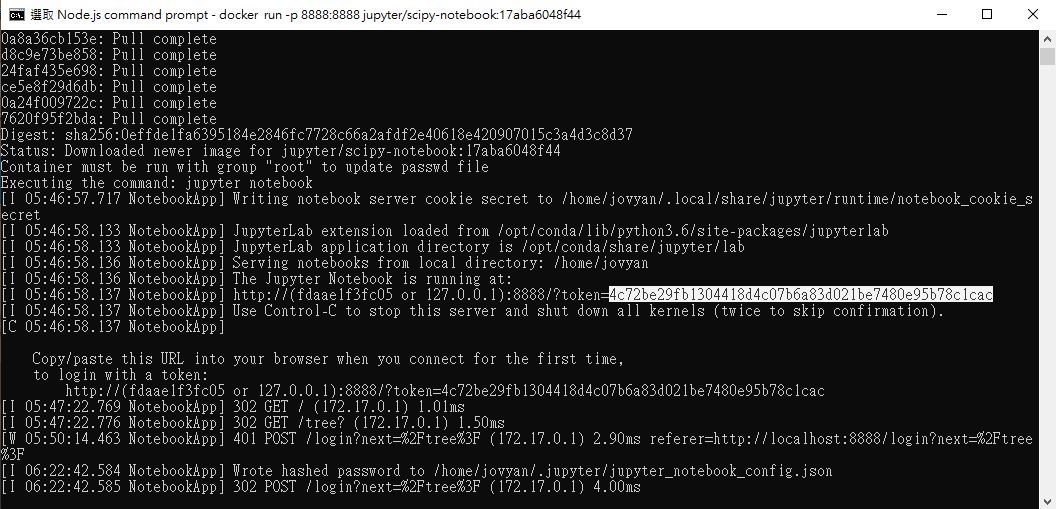 選取 Node.js command prompt - docker run -p 8888:8888 jupyter/scipy-notebook:17aba6048f44
0a8a36cb153e: Pull complete
d8c9e73be858: Pull complete
24faf435e698: Pull complete
ce5e8f29d6db: Pull complete
0a24f009722c: Pull complete
7620f95f2bda: Pull complete
Digest: sha256:0effde1fa6395184e2846fc7728c66a2afdf2e40618e420907015c3a4d3c8d37
Status: Downloaded newer image for jupyter/scipy-notebook:17aba6048f44
Container must be run with group "root" to update passwd file
Executing the command: jupyter notebook
[I 05:46:57.717 NotebookApp] Writing notebook server cookie secret to /home/jovyan/.local/share/jupyter/runtime/notebook_cookie_s
ecret
[I 05:46:58.133 NotebookApp] JupyterLab extension loaded from /opt/conda/lib/python3.6/site-packages/jupyterlab
[I 05:46:58.133 NotebookApp] JupyterLab application directory is /opt/conda/share/jupyter/lab
[I 05:46:58.136 NotebookApp] Serving notebooks from local directory: /home/jovyan
[I 05:46:58.136 NotebookApp] The Jupyter Notebook is running at:
[I 05:46:58.137 NotebookApp] http://(fdaae1f3fc05 or 127.0.0.1):8888/?token=4c72be29fb1304418d4c07b6a83d021be7480e95b78c1cac
[I 05:46:58.137 NotebookApp] Use Control-C to stop this server and shut down all kernels (twice to skip confirmation).
[C 05:46:58.137 NotebookApp]
Copy/paste this URL into your browser when you connect for the first time,
to login with a token:
http://(fdaae1f3fc05 or 127.0.0.1):8888/?token=4c72be29fb1304418d4c07b6a83d021be7480e95b78c1cac
[I 05:47:22.769 NotebookApp] 302 GET / (172.17.0.1) 1.01ms
[I 05:47:22.776 NotebookApp] 302 GET /tree? (172.17.0.1) 1.50ms
[W 05:50:14.463 NotebookApp] 401 POST /login?next=%2Ftree%3F (172.17.0.1) 2.90ms referer=http://localhost:8888/login?next=%2Ftree
%3F
[I 06:22:42.584 NotebookApp] Wrote hashed password to /home/jovyan/.jupyter/jupyter_notebook_config.json
[I 06:22:42.585 NotebookApp] 302 POST /login?next=%2Ftree%3F (172.17.0.1) 4.00ms